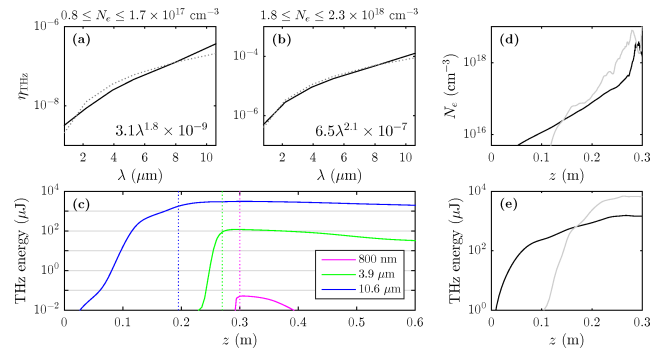 0.8 ≤ N_e ≤ 1.7 × 10^17 cm^−3
1.8 ≤ N_e ≤ 2.3 × 10^18 cm^−3
(a)
10^−6
10^−8
η_THz
3.1λ^1.8 × 10^−9
2 4 6 8 10
λ (μm)
(b)
10^−4
10^−6
6.5λ^2.1 × 10^−7
2 4 6 8 10
λ (μm)
(d)
10^18
10^16
N_e (cm^−3)
0 0.1 0.2 0.3
z (m)
(c)
10^4
10^2
10^0
10^−2
THz energy (μJ)
800 nm
3.9 μm
10.6 μm
0 0.1 0.2 0.3 0.4 0.5 0.6
z (m)
(e)
10^4
10^2
10^0
THz energy (μJ)
0 0.1 0.2 0.3
z (m)